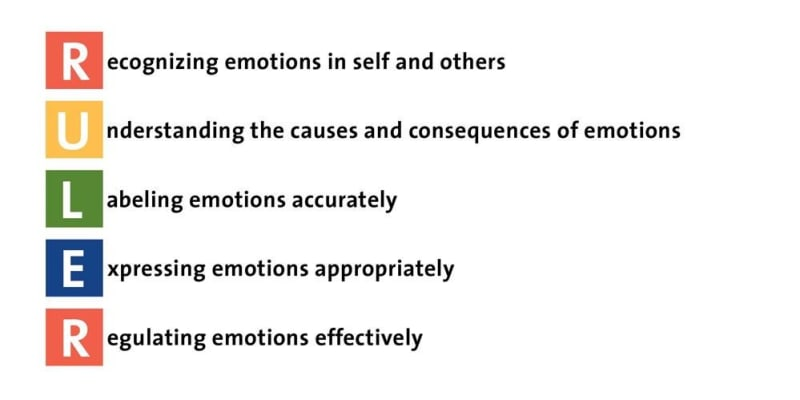 Recognizing emotions in self and others
Understanding the causes and consequences of emotions
Labeling emotions accurately
Expressing emotions appropriately
Regulating emotions effectively